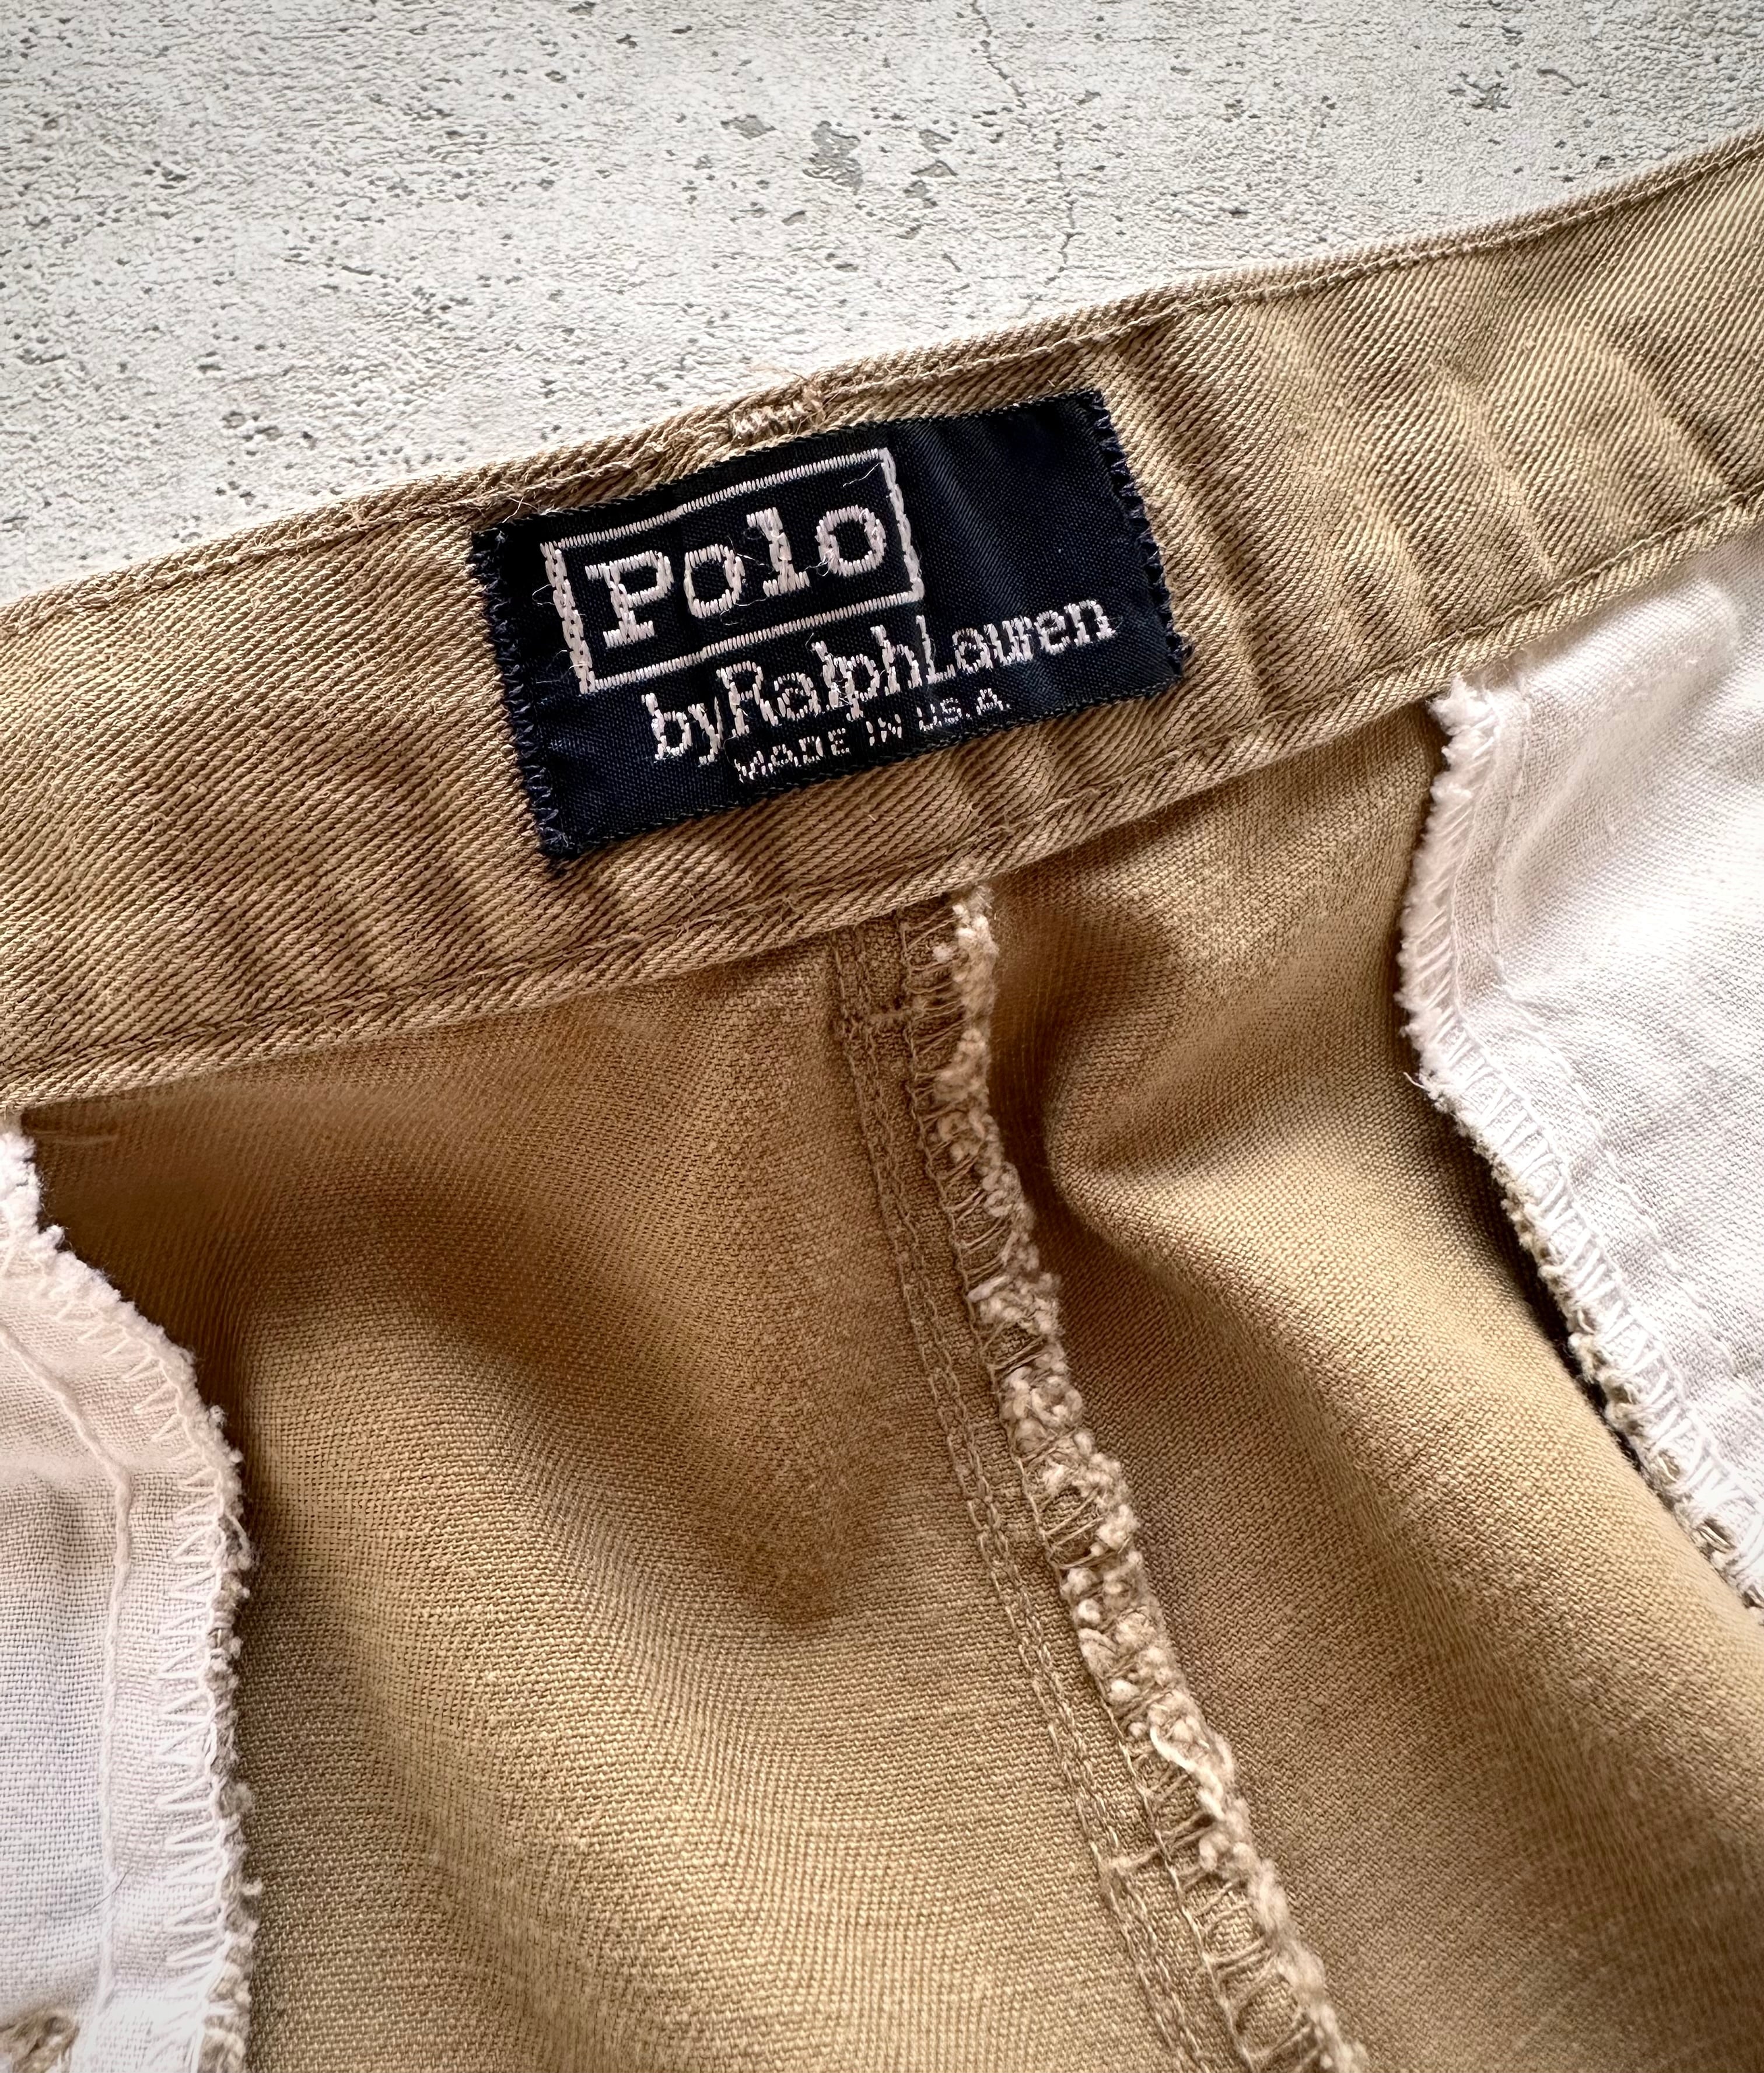 Polo
by Ralph Lauren
MADE IN U.S.A.